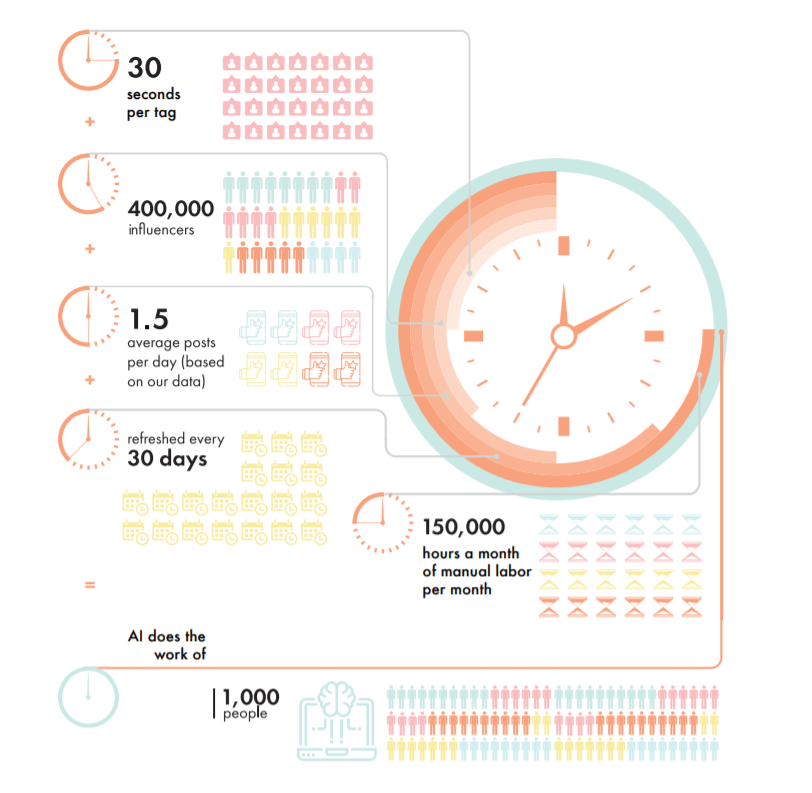 30
seconds
per tag
+
400,000
influencers
+
1.5
average posts
per day (based
on our data)
+
refreshed every
30 days
150,000
hours a month
of manual labor
per month
=
AI does the
work of
1,000
people